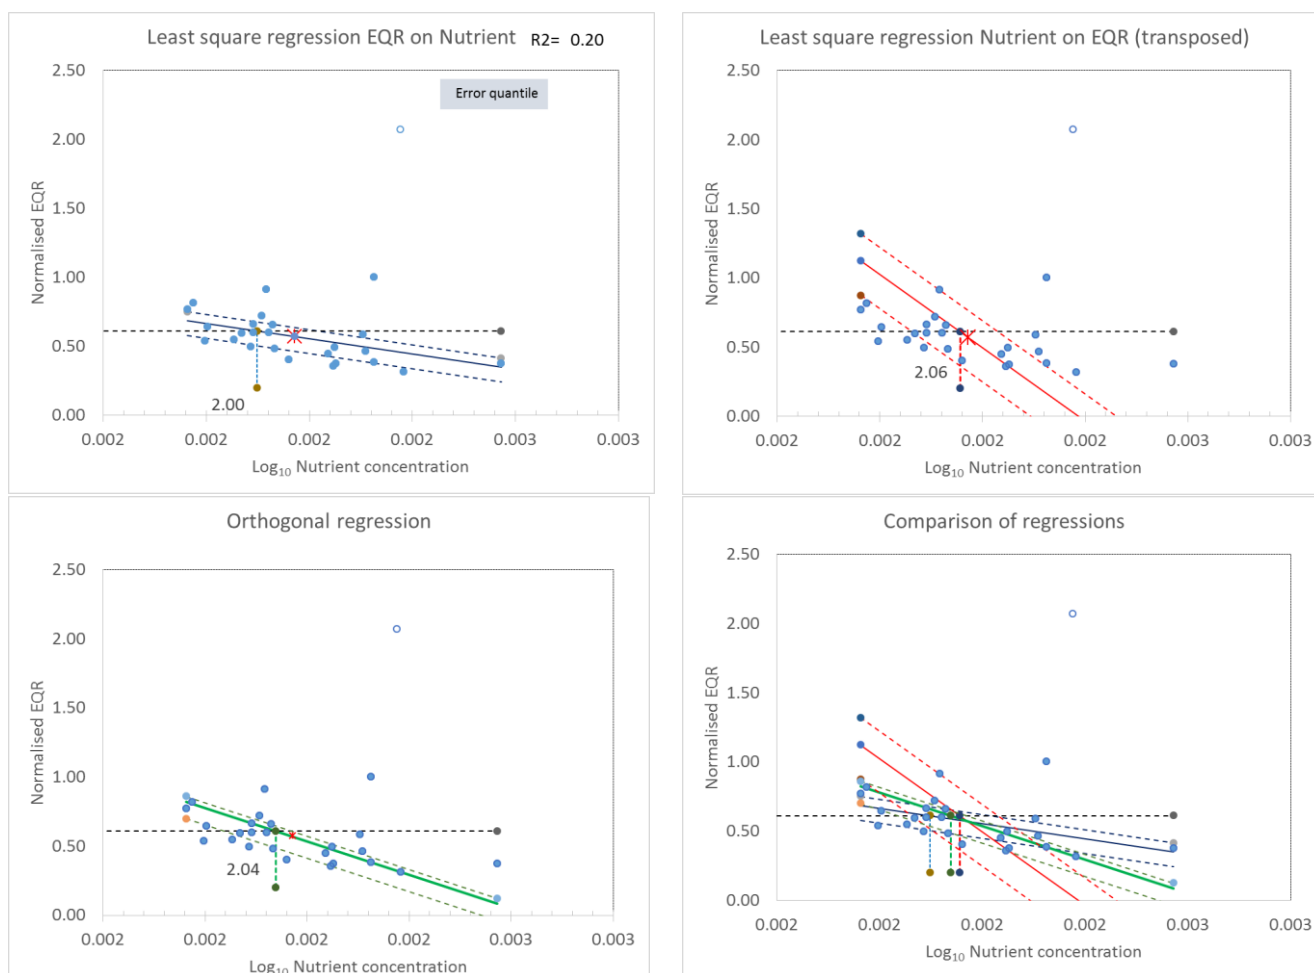 Least square regression EQR on Nutrient R2= 0.20
2.50
Error quantile
2.00
1.50
1.00
0.50
0.00
2.00
0.002 0.002 0.002 0.002 0.003 0.003
Log10 Nutrient concentration
Normalised EQR
Least square regression Nutrient on EQR (transposed)
2.50
2.00
1.50
1.00
0.50
0.00
2.06
0.002 0.002 0.002 0.002 0.003 0.003
Log10 Nutrient concentration
Normalised EQR
Orthogonal regression
2.50
2.00
1.50
1.00
0.50
0.00
2.04
0.002 0.002 0.002 0.002 0.003 0.003
Log10 Nutrient concentration
Normalised EQR
Comparison of regressions
2.50
2.00
1.50
1.00
0.50
0.00
0.002 0.002 0.002 0.002 0.003 0.003
Log10 Nutrient concentration
Normalised EQR